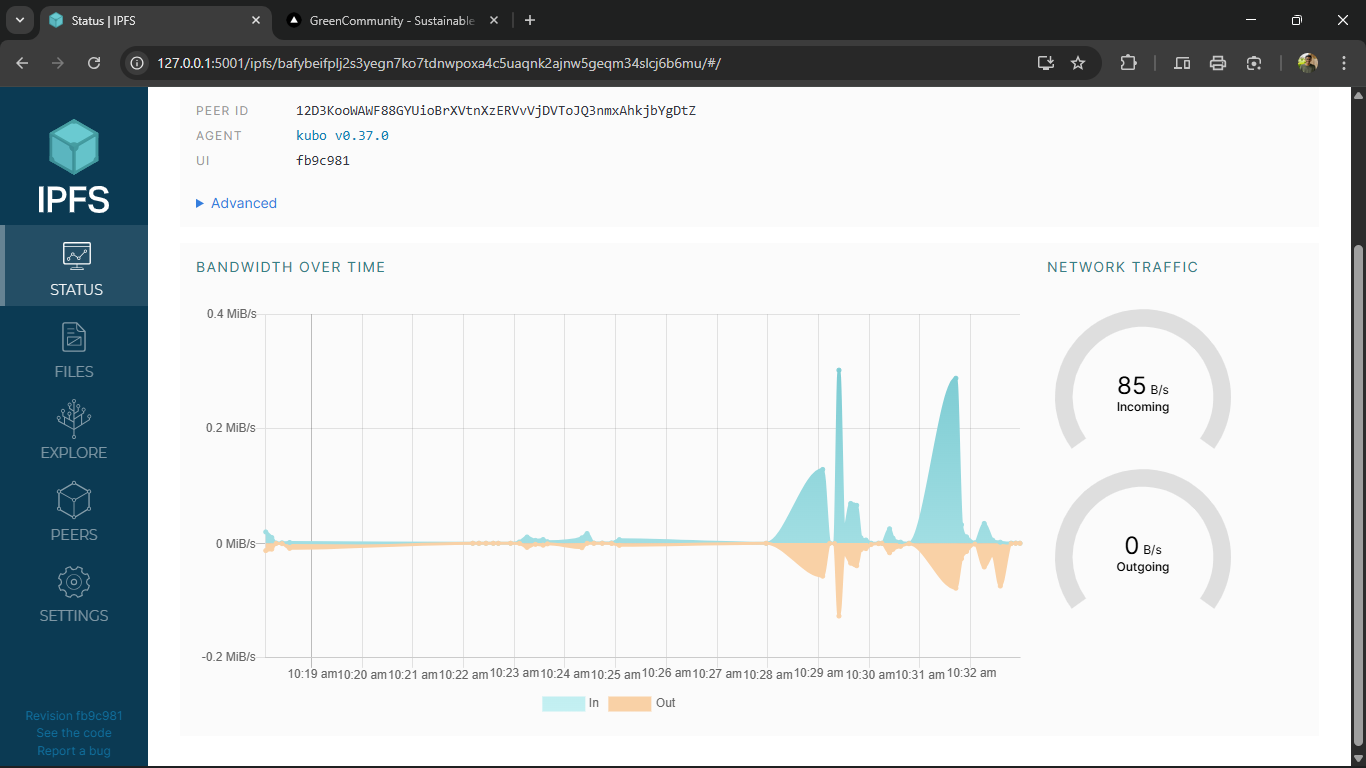 Status | IPFS
GreenCommunity - Sustainable
127.0.0.1:5001/ipfs/bafybeifplj2s3yegn7ko7tdnwpoxa4c5uaqnk2ajnw5geqm34slcj6b6mu/#/
IPFS
STATUS
FILES
EXPLORE
PEERS
SETTINGS
Revision fb9c981
See the code
Report a bug
PEER ID 12D3KooWAWF88GYUioBrXVtnXzERVvVjDVToJQ3nmxAhkjbYgDtZ
AGENT kubo v0.37.0
UI fb9c981
Advanced
BANDWIDTH OVER TIME
0.4 MiB/s
0.2 MiB/s
0 MiB/s
-0.2 MiB/s
10:19 am 10:20 am 10:21 am 10:22 am 10:23 am 10:24 am 10:25 am 10:26 am 10:27 am 10:28 am 10:29 am 10:30 am 10:31 am 10:32 am
In Out
NETWORK TRAFFIC
85 B/s
Incoming
0 B/s
Outgoing